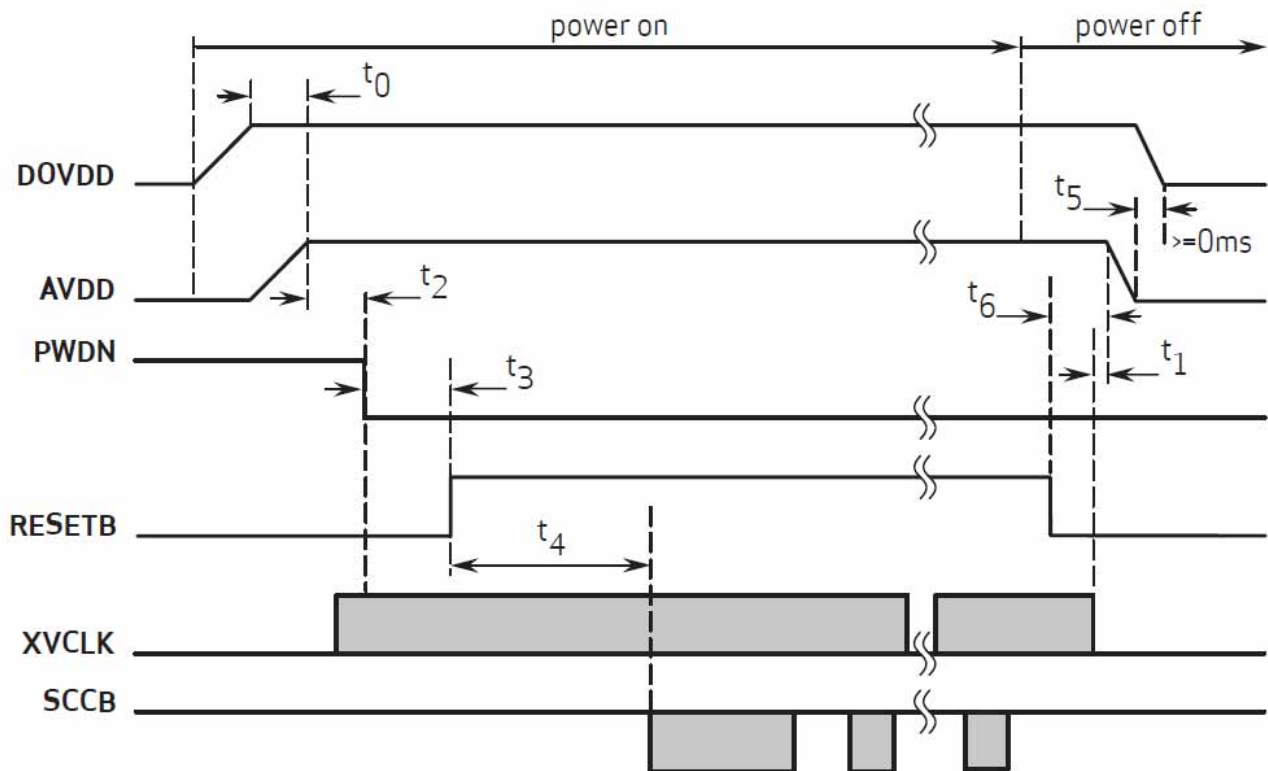 power on
power off
t0
DOVDD
t5
>=0ms
AVDD
t2
t6
PWDN
t3
t1
RESETB
t4
XVCLK
SCCB